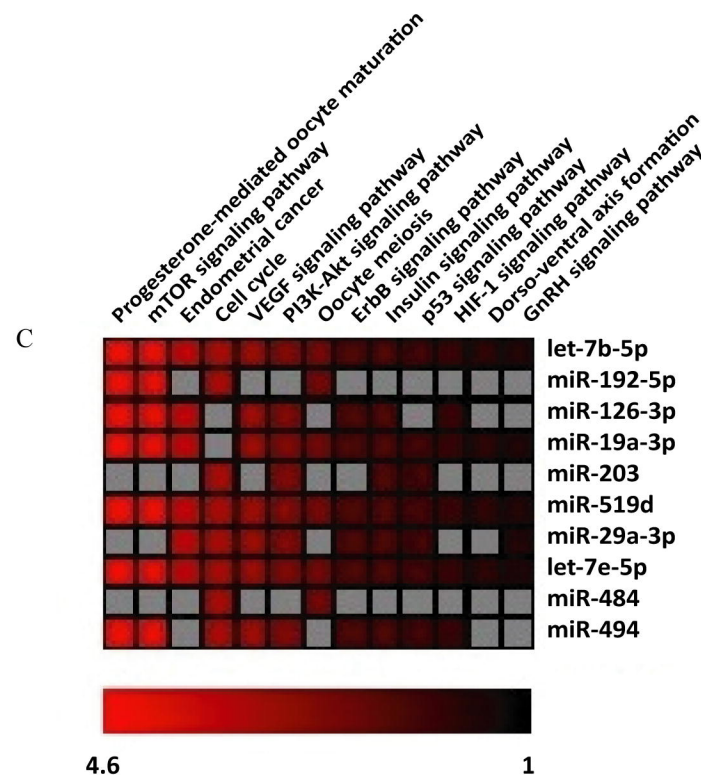 Progesterone-mediated oocyte maturation
mTOR signaling pathway
Endometrial cancer
Cell cycle
VEGF signaling pathway
PI3K-Akt signaling pathway
Oocyte meiosis
ErbB signaling pathway
Insulin signaling pathway
p53 signaling pathway
HIF-1 signaling pathway
Dorso-ventral axis formation
GnRH signaling pathway
C
let-7b-5p
miR-192-5p
miR-126-3p
miR-19a-3p
miR-203
miR-519d
miR-29a-3p
let-7e-5p
miR-484
miR-494
4.6 1